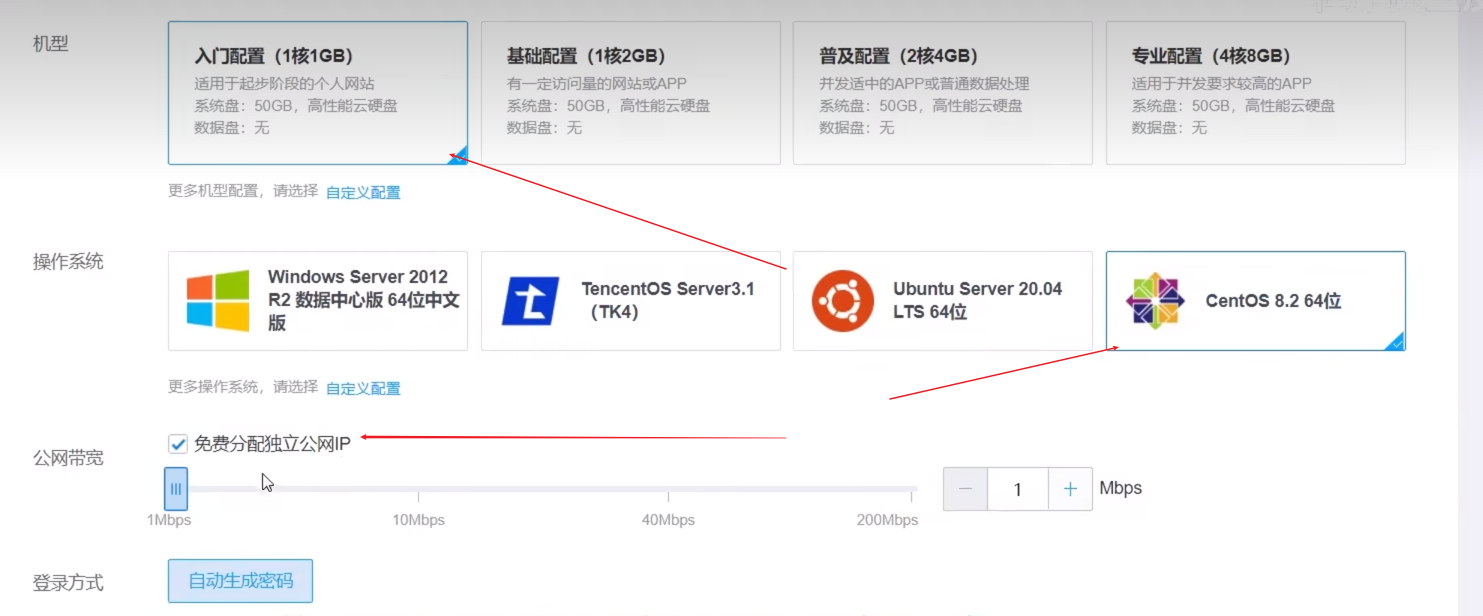 机型
入门配置（1核1GB）
适用于起步阶段的个人网站
系统盘：50GB，高性能云硬盘
数据盘：无
基础配置（1核2GB）
有一定访问量的网站或APP
系统盘：50GB，高性能云硬盘
数据盘：无
普及配置（2核4GB）
并发适中的APP或普通数据处理
系统盘：50GB，高性能云硬盘
数据盘：无
专业配置（4核8GB）
适用于并发要求较高的APP
系统盘：50GB，高性能云硬盘
数据盘：无
更多机型配置，请选择 自定义配置
操作系统
Windows Server 2012
R2 数据中心版 64位中文
版
TencentOS Server3.1
（TK4）
Ubuntu Server 20.04
LTS 64位
CentOS 8.2 64位
更多操作系统，请选择 自定义配置
公网带宽
免费分配独立公网IP
1Mbps 10Mbps 40Mbps 200Mbps
− 1 + Mbps
登录方式
自动生成密码